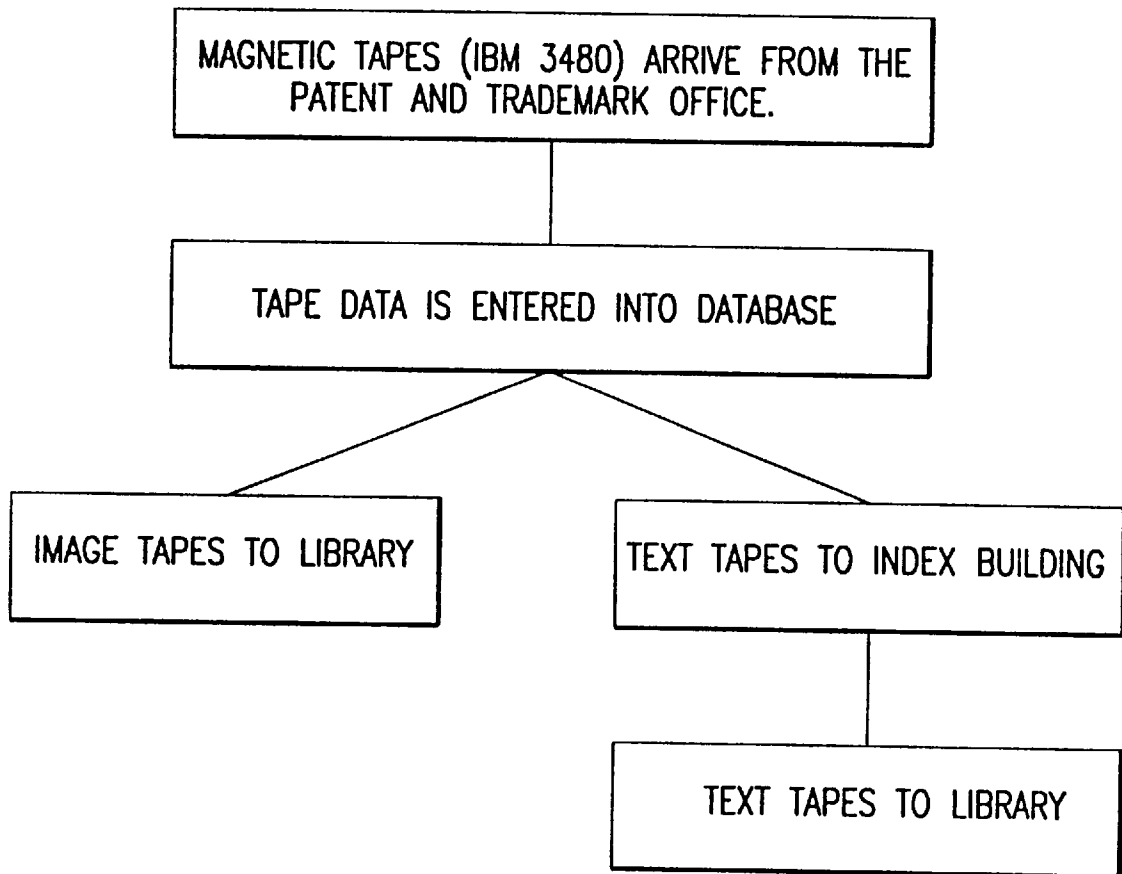 MAGNETIC TAPES (IBM 3480) ARRIVE FROM THE
PATENT AND TRADEMARK OFFICE.
TAPE DATA IS ENTERED INTO DATABASE
IMAGE TAPES TO LIBRARY
TEXT TAPES TO INDEX BUILDING
TEXT TAPES TO LIBRARY